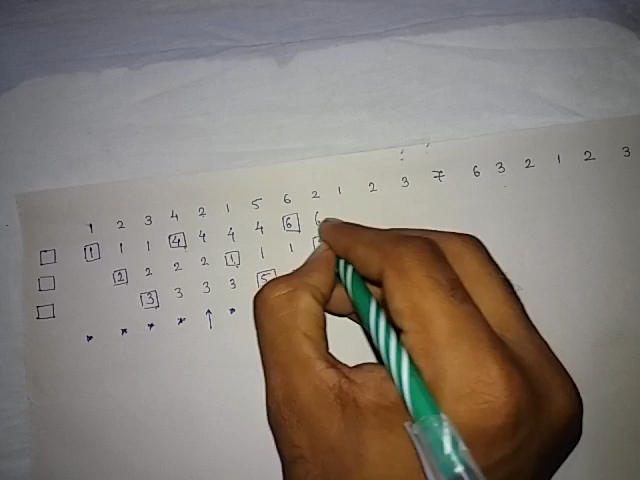 1 2 3 4 2 1 5 6 2 1 2 3 7 6 3 2 1 2 3
1 1 1 4 4 4 4 6 6
2 2 2 2 1 1 1
3 3 3 3 5
* * * * ↑ *